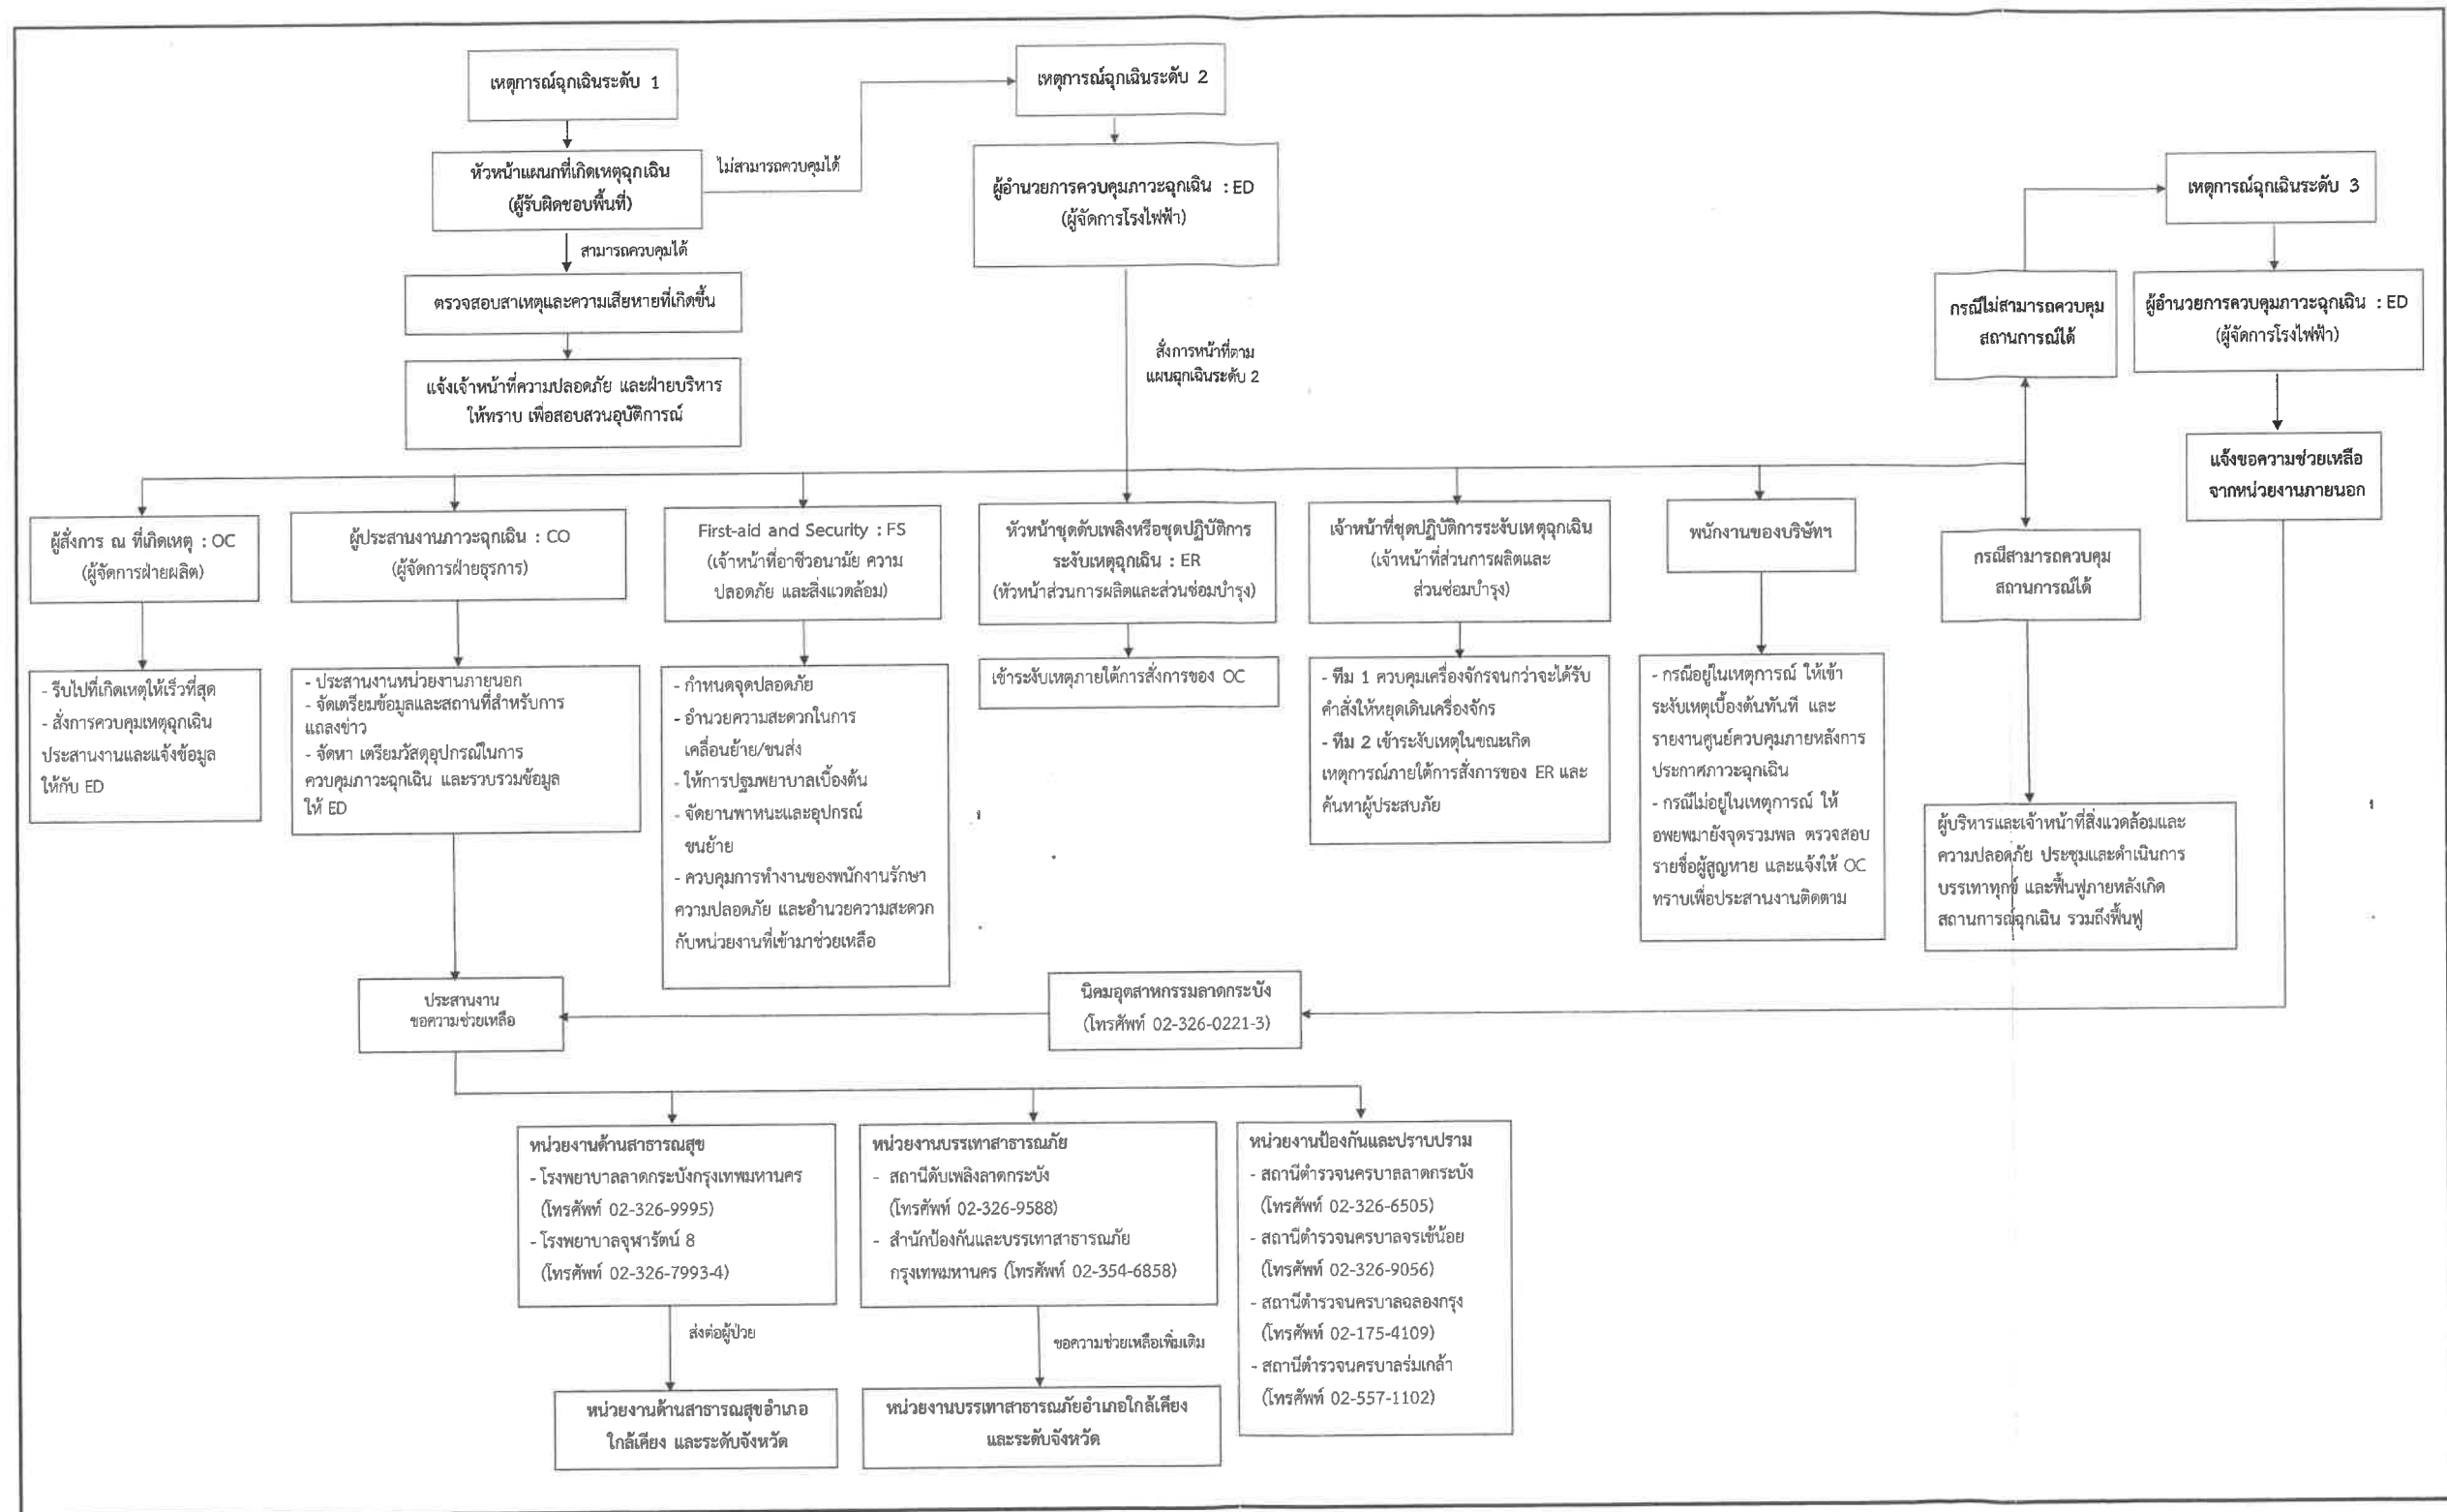 เหตุการณ์ฉุกเฉินระดับ 1
หัวหน้าแผนกที่เกิดเหตุฉุกเฉิน
(ผู้รับผิดชอบพื้นที่)
ไม่สามารถควบคุมได้
สามารถควบคุมได้
ตรวจสอบสาเหตุและความเสียหายที่เกิดขึ้น
แจ้งเจ้าหน้าที่ความปลอดภัย และฝ่ายบริหาร
ให้ทราบ เพื่อสอบสวนอุบัติการณ์
เหตุการณ์ฉุกเฉินระดับ 2
ผู้อำนวยการควบคุมภาวะฉุกเฉิน : ED
(ผู้จัดการโรงไฟฟ้า)
สั่งการหน้าที่ตาม
แผนฉุกเฉินระดับ 2
เหตุการณ์ฉุกเฉินระดับ 3
กรณีไม่สามารถควบคุม
สถานการณ์ได้
ผู้อำนวยการควบคุมภาวะฉุกเฉิน : ED
(ผู้จัดการโรงไฟฟ้า)
แจ้งขอความช่วยเหลือ
จากหน่วยงานภายนอก
ผู้สั่งการ ณ ที่เกิดเหตุ : OC
(ผู้จัดการฝ่ายผลิต)
- รีบไปที่เกิดเหตุให้เร็วที่สุด
- สั่งการควบคุมเหตุฉุกเฉิน
ประสานงานและแจ้งข้อมูล
ให้กับ ED
ผู้ประสานงานภาวะฉุกเฉิน : CO
(ผู้จัดการฝ่ายธุรการ)
- ประสานงานหน่วยงานภายนอก
- จัดเตรียมข้อมูลและสถานที่สำหรับการ
แถลงข่าว
- จัดหา เตรียมวัสดุอุปกรณ์ในการ
ควบคุมภาวะฉุกเฉิน และรวบรวมข้อมูล
ให้ ED
First-aid and Security : FS
(เจ้าหน้าที่อาชีวอนามัย ความ
ปลอดภัย และสิ่งแวดล้อม)
- กำหนดจุดปลอดภัย
- อำนวยความสะดวกในการ
เคลื่อนย้าย/ขนส่ง
- ให้การปฐมพยาบาลเบื้องต้น
- จัดยานพาหนะและอุปกรณ์
ขนย้าย
- ควบคุมการทำงานของพนักงานรักษา
ความปลอดภัย และอำนวยความสะดวก
กับหน่วยงานที่เข้ามาช่วยเหลือ
หัวหน้าชุดดับเพลิงหรือชุดปฏิบัติการ
ระงับเหตุฉุกเฉิน : ER
(หัวหน้าส่วนการผลิตและส่วนซ่อมบำรุง)
เข้าระงับเหตุภายใต้การสั่งการของ OC
เจ้าหน้าที่ชุดปฏิบัติการระงับเหตุฉุกเฉิน
(เจ้าหน้าที่ส่วนการผลิตและ
ส่วนซ่อมบำรุง)
- ทีม 1 ควบคุมเครื่องจักรจนกว่าจะได้รับ
คำสั่งให้หยุดเดินเครื่องจักร
- ทีม 2 เข้าระงับเหตุในขณะเกิด
เหตุการณ์ภายใต้การสั่งการของ ER และ
ค้นหาผู้ประสบภัย
พนักงานของบริษัทฯ
- กรณีอยู่ในเหตุการณ์ ให้เข้า
ระงับเหตุเบื้องต้นทันที และ
รายงานศูนย์ควบคุมภายหลังการ
ประกาศภาวะฉุกเฉิน
- กรณีไม่อยู่ในเหตุการณ์ ให้
อพยพมายังจุดรวมพล ตรวจสอบ
รายชื่อผู้สูญหาย และแจ้งให้ OC
ทราบเพื่อประสานงานติดตาม
กรณีสามารถควบคุม
สถานการณ์ได้
ผู้บริหารและเจ้าหน้าที่สิ่งแวดล้อมและ
ความปลอดภัย ประชุมและดำเนินการ
บรรเทาทุกข์ และฟื้นฟูภายหลังเกิด
สถานการณ์ฉุกเฉิน รวมถึงฟื้นฟู
ประสานงาน
ขอความช่วยเหลือ
นิคมอุตสาหกรรมลาดกระบัง
(โทรศัพท์ 02-326-0221-3)
หน่วยงานด้านสาธารณสุข
- โรงพยาบาลลาดกระบังกรุงเทพมหานคร
(โทรศัพท์ 02-326-9995)
- โรงพยาบาลจุฬารัตน์ 8
(โทรศัพท์ 02-326-7993-4)
ส่งต่อผู้ป่วย
หน่วยงานด้านสาธารณสุขอำเภอ
ใกล้เคียง และระดับจังหวัด
หน่วยงานบรรเทาสาธารณภัย
- สถานีดับเพลิงลาดกระบัง
(โทรศัพท์ 02-326-9588)
- สำนักป้องกันและบรรเทาสาธารณภัย
กรุงเทพมหานคร (โทรศัพท์ 02-354-6858)
ขอความช่วยเหลือเพิ่มเติม
หน่วยงานบรรเทาสาธารณภัยอำเภอใกล้เคียง
และระดับจังหวัด
หน่วยงานป้องกันและปราบปราม
- สถานีตำรวจนครบาลลาดกระบัง
(โทรศัพท์ 02-326-6505)
- สถานีตำรวจนครบาลจรเข้น้อย
(โทรศัพท์ 02-326-9056)
- สถานีตำรวจนครบาลฉลองกรุง
(โทรศัพท์ 02-175-4109)
- สถานีตำรวจนครบาลร่มเกล้า
(โทรศัพท์ 02-557-1102)